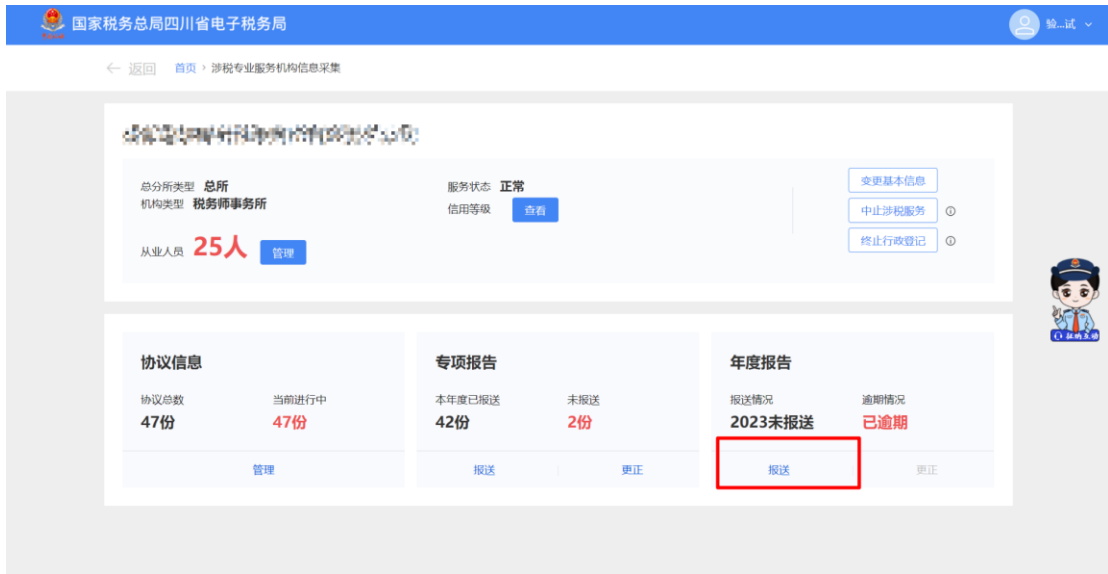 国家税务总局四川省电子税务局
验...试
返回 首页 > 涉税专业服务机构信息采集
总分所类型 总所
机构类型 税务师事务所
服务状态 正常
信用等级 查看
从业人员 25人 管理
变更基本信息
中止涉税服务
终止行政登记
征纳互动
协议信息
协议总数 当前进行中
47份 47份
管理
专项报告
本年度已报送 未报送
42份 2份
报送 更正
年度报告
报送情况 逾期情况
2023未报送 已逾期
报送 更正